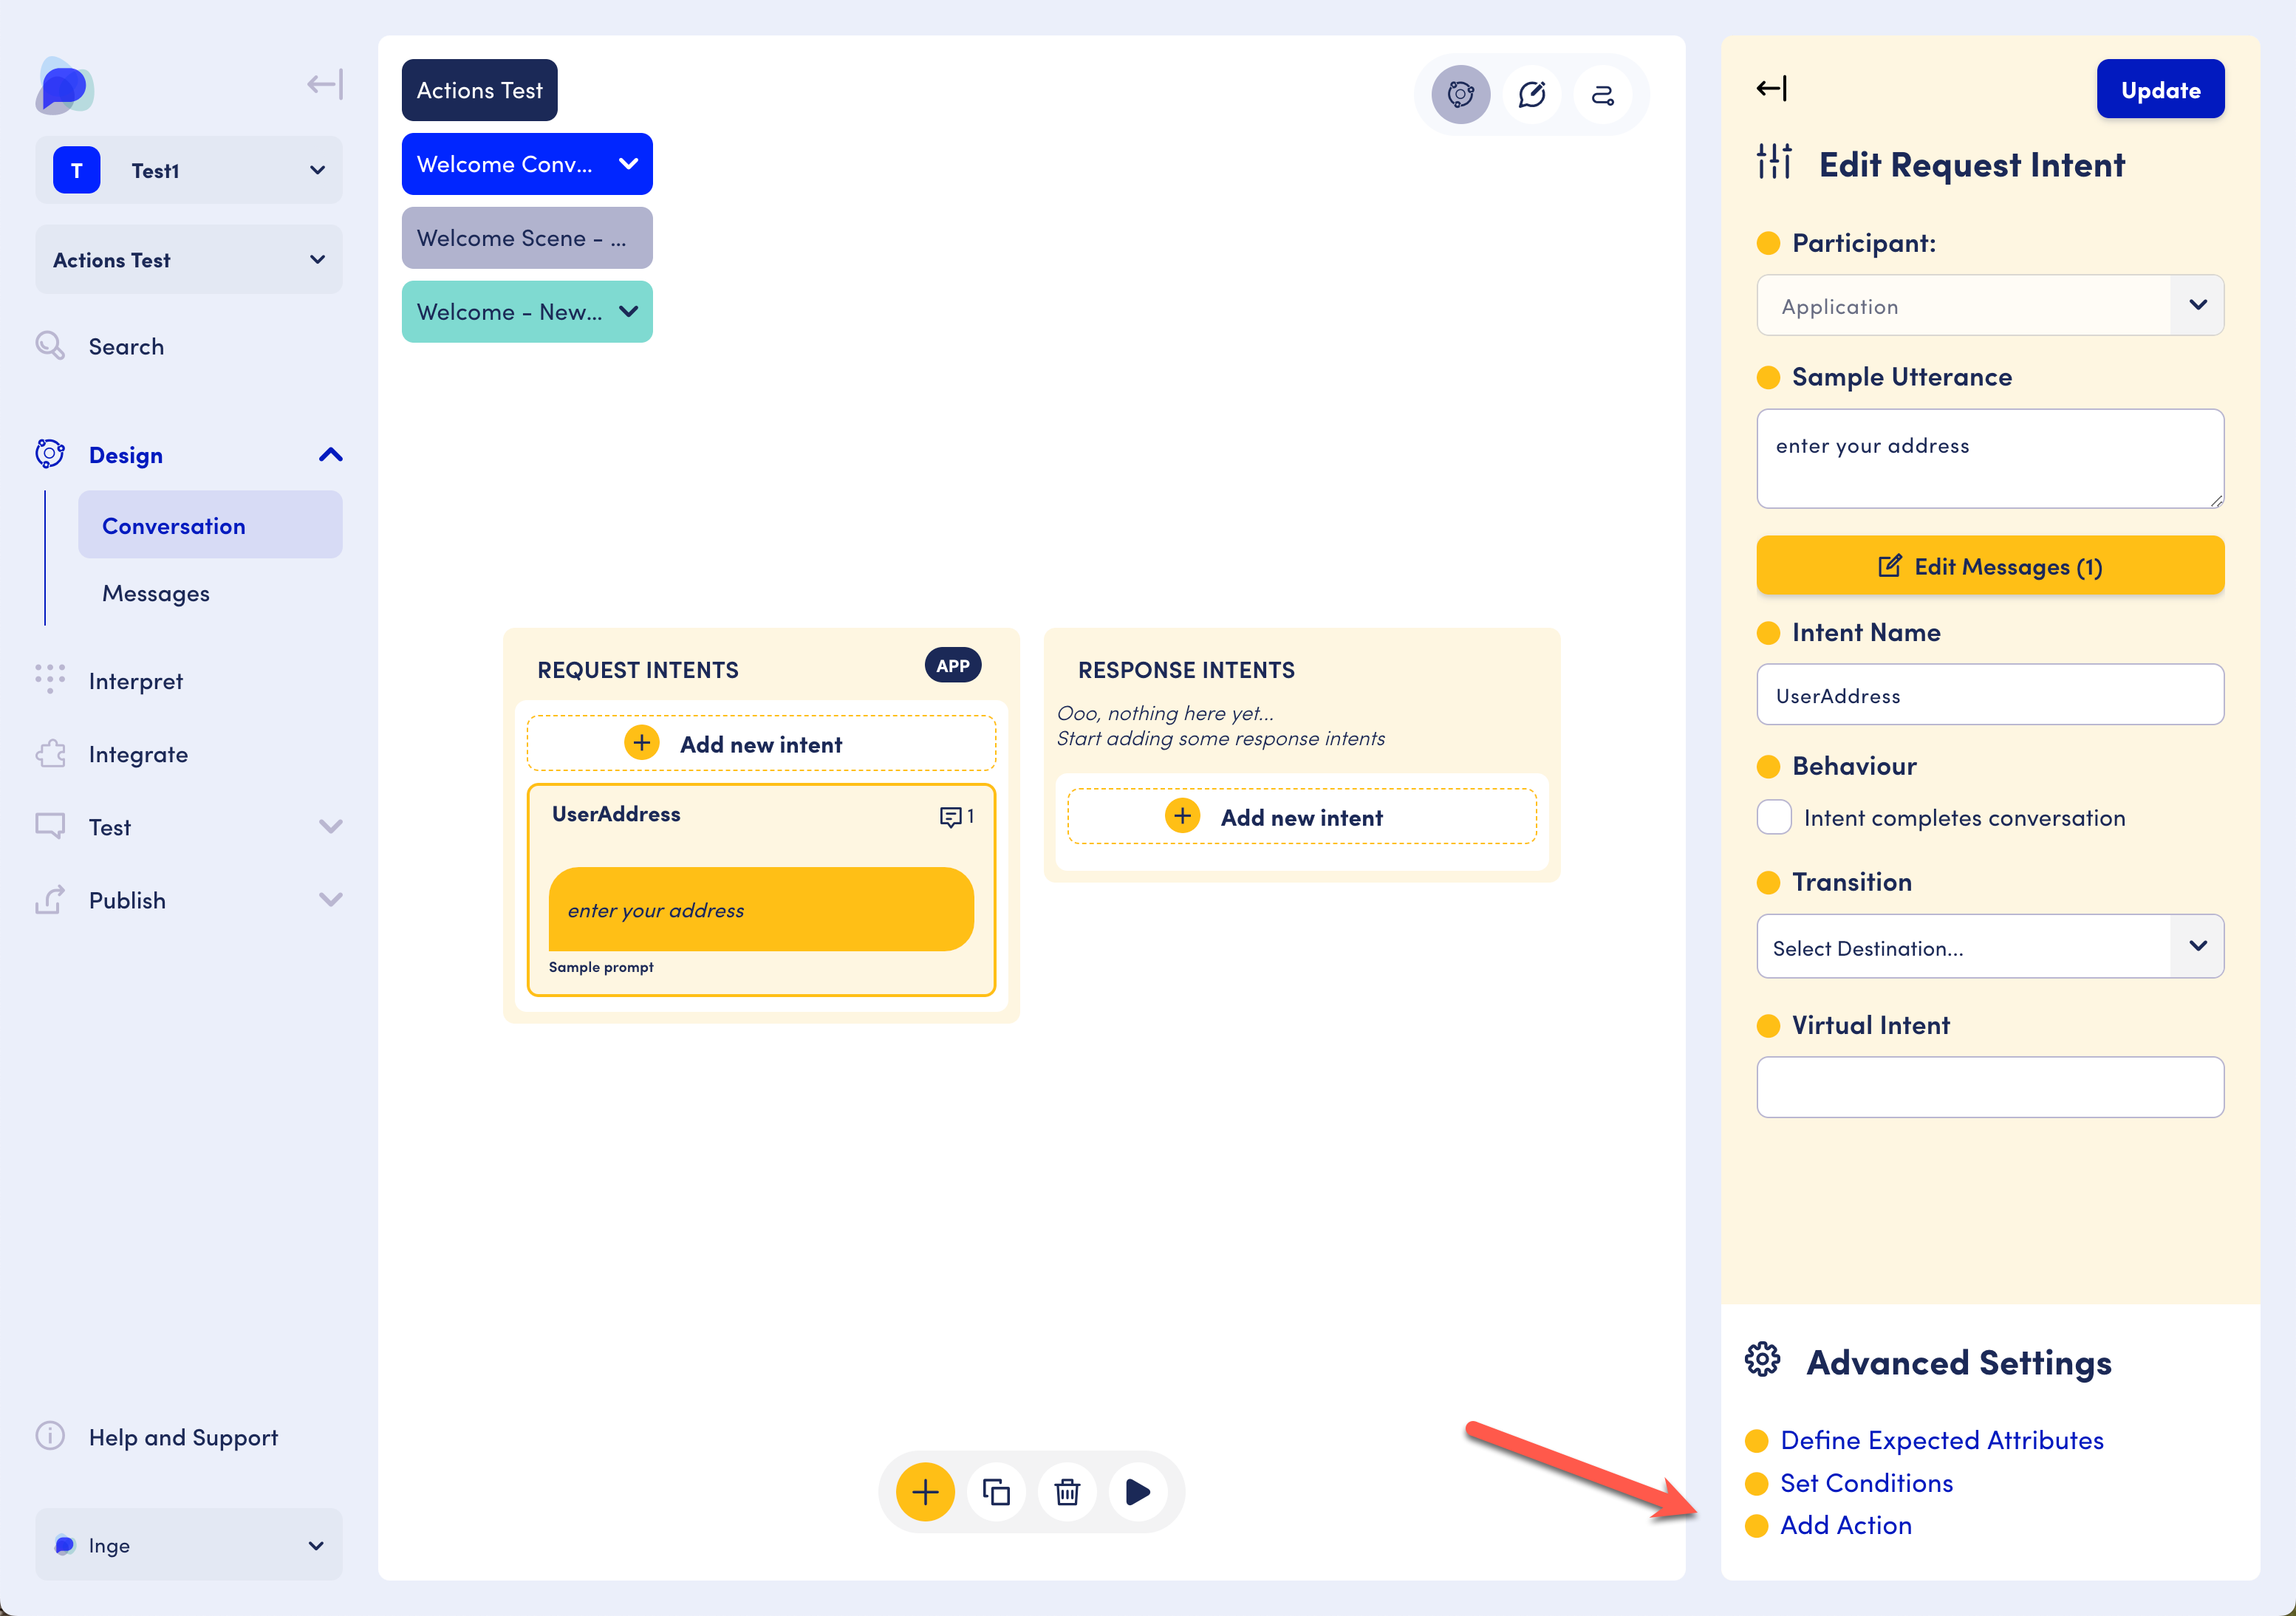 T
Test1
Actions Test
Search
Design
Conversation
Messages
Interpret
Integrate
Test
Publish
Help and Support
Inge
Actions Test
Welcome Conv...
Welcome Scene - ...
Welcome - New...
REQUEST INTENTS
APP
Add new intent
UserAddress
1
enter your address
Sample prompt
RESPONSE INTENTS
Ooo, nothing here yet...
Start adding some response intents
Add new intent
Update
Edit Request Intent
Participant:
Application
Sample Utterance
enter your address
Edit Messages (1)
Intent Name
UserAddress
Behaviour
Intent completes conversation
Transition
Select Destination...
Virtual Intent
Advanced Settings
Define Expected Attributes
Set Conditions
Add Action